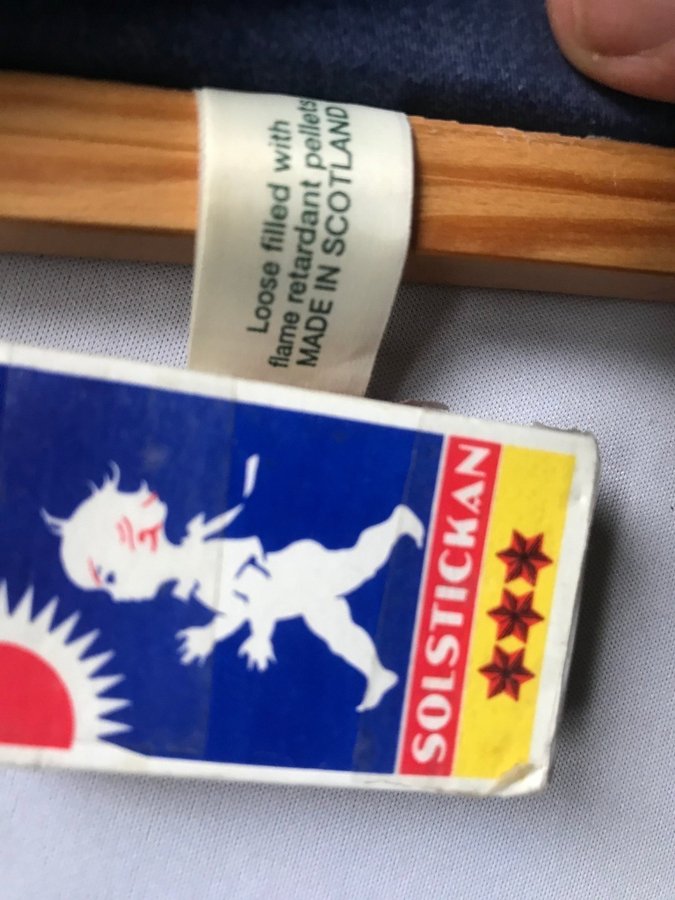 Loose filled with
flame retardant pellets
MADE IN SCOTLAND
SOLSTICKAN